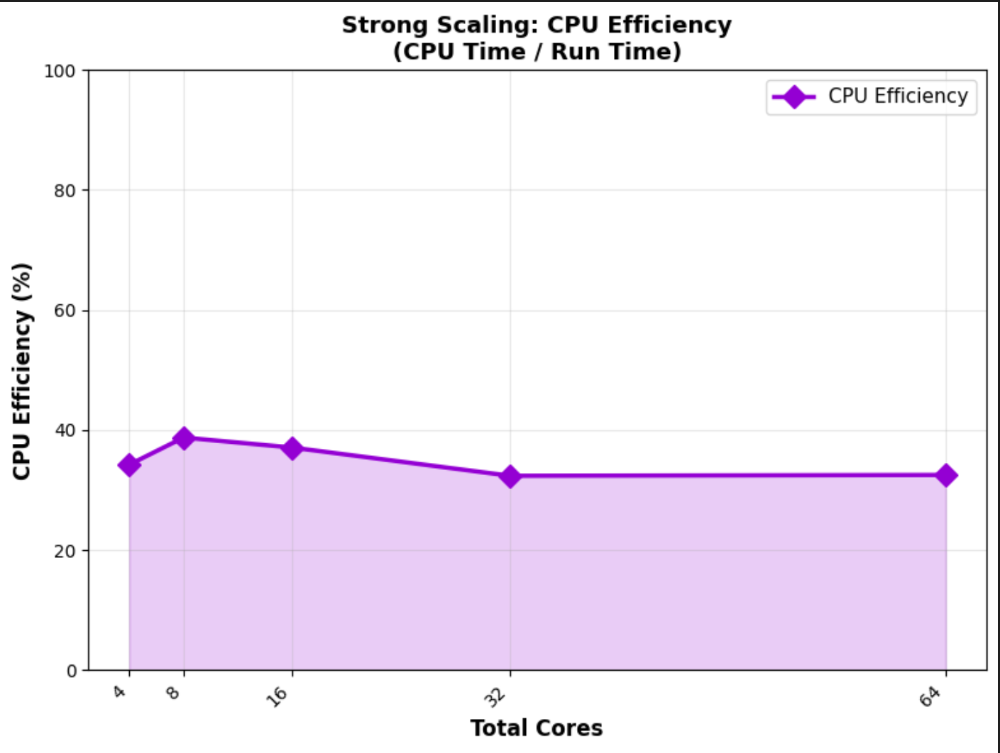 Strong Scaling: CPU Efficiency
(CPU Time / Run Time)
CPU Efficiency
CPU Efficiency (%)
100
80
60
40
20
0
4
8
16
32
64
Total Cores